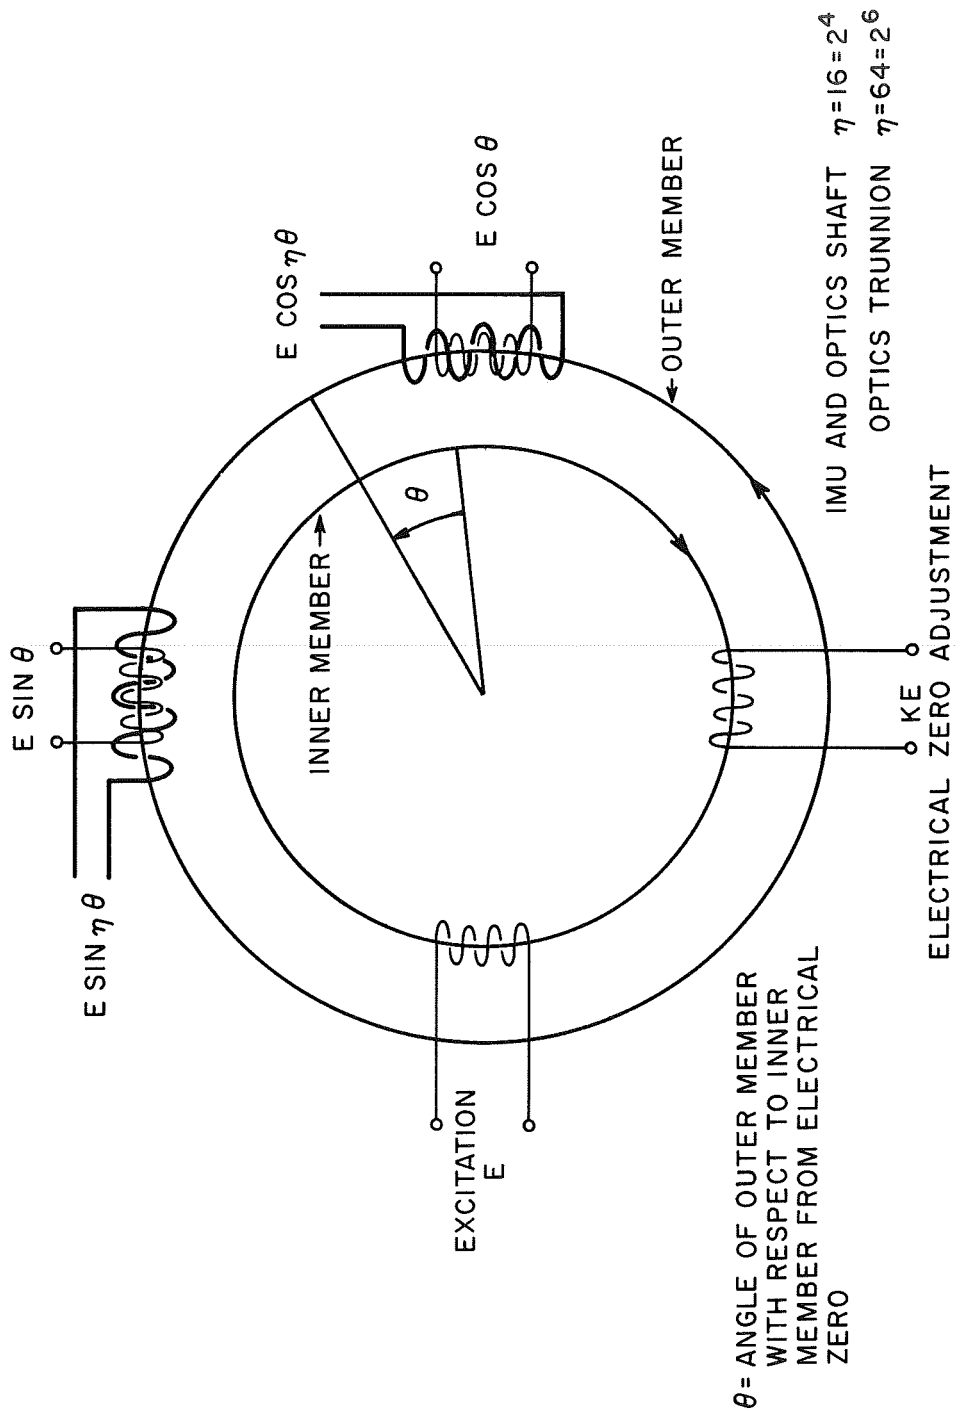 E SIN ηθ
E SIN θ
E COS ηθ
E COS θ
INNER MEMBER
θ
OUTER MEMBER
EXCITATION
E
KE
ELECTRICAL ZERO ADJUSTMENT
θ = ANGLE OF OUTER MEMBER
WITH RESPECT TO INNER
MEMBER FROM ELECTRICAL
ZERO
IMU AND OPTICS SHAFT η=16=2⁴
OPTICS TRUNNION η=64=2⁶